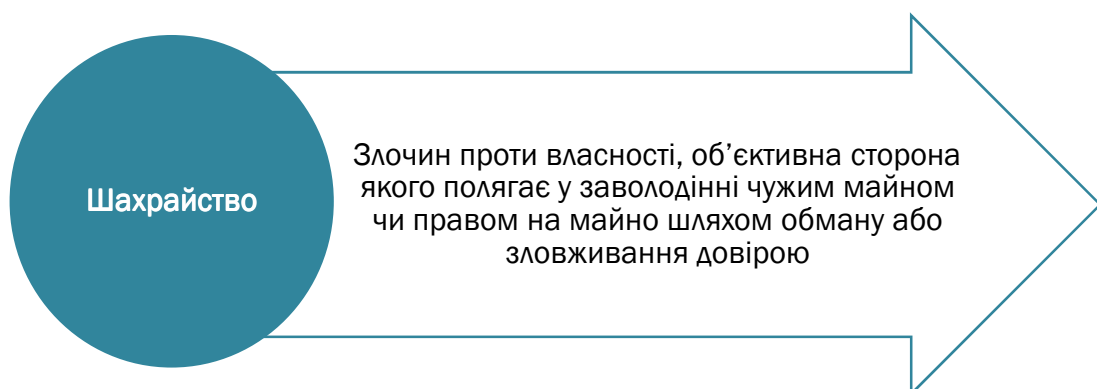 Шахрайство
Злочин проти власності, об’єктивна сторона
якого полягає у заволодінні чужим майном
чи правом на майно шляхом обману або
зловживання довірою